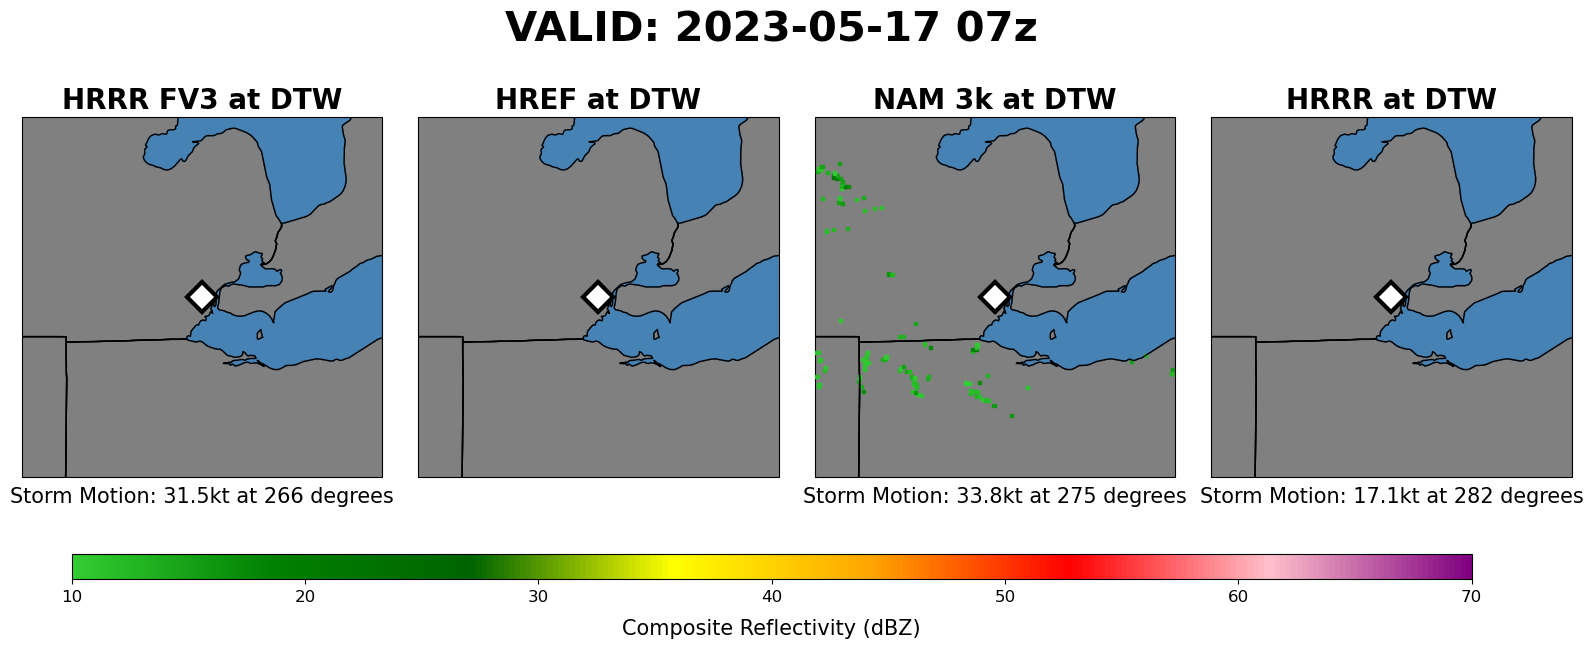 VALID: 2023-05-17 07z
HRRR FV3 at DTW
HREF at DTW
NAM 3k at DTW
HRRR at DTW
Storm Motion: 31.5kt at 266 degrees
Storm Motion: 33.8kt at 275 degrees
Storm Motion: 17.1kt at 282 degrees
10 20 30 40 50 60 70
Composite Reflectivity (dBZ)